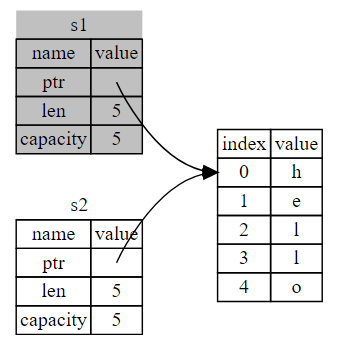 s1
name value
ptr
len 5
capacity 5
s2
name value
ptr
len 5
capacity 5
index value
0 h
1 e
2 l
3 l
4 o